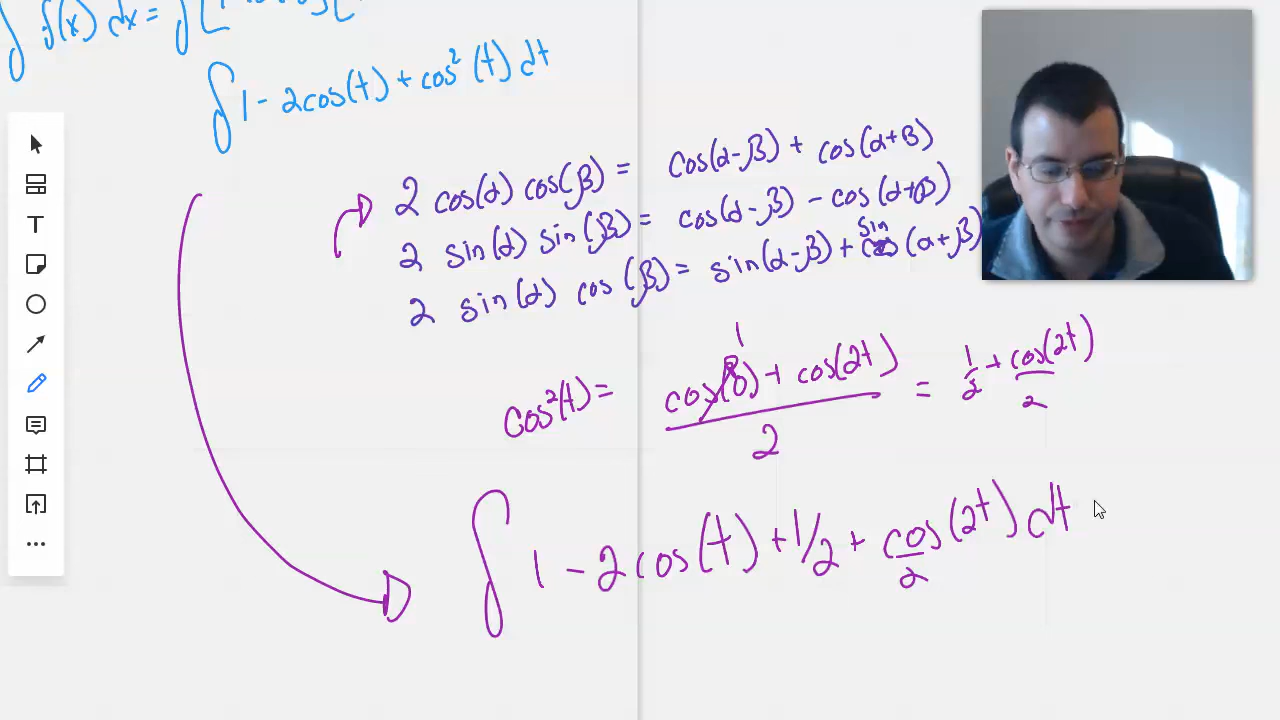 ∫ f(x) dx = ∫ [
∫ 1 - 2cos(t) + cos²(t) dt
2 cos(α) cos(β) = cos(α-β) + cos(α+β)
2 sin(α) sin(β) = cos(α-β) - cos(α+β)
2 sin(α) cos(β) = sin(α-β) + sin(α+β)
cos²(t) = (cos(0) 1 + cos(2t))/2 = 1/2 + cos(2t)/2
∫ 1 - 2cos(t) + 1/2 + cos(2t)/2 dt
T